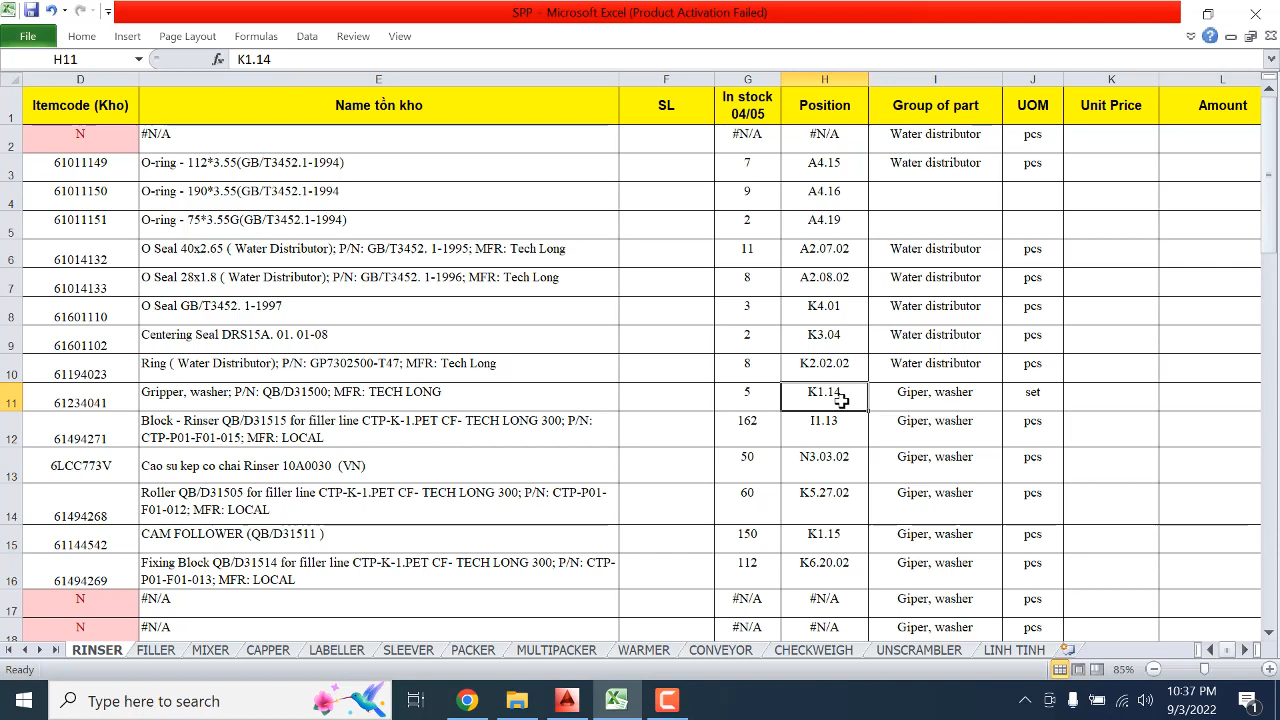 SPP - Microsoft Excel (Product Activation Failed)
File Home Insert Page Layout Formulas Data Review View
H11 fx K1.14
D E F G H I J K L
1 Itemcode (Kho) Name tồn kho SL In stock 04/05 Position Group of part UOM Unit Price Amount
2 N #N/A #N/A #N/A Water distributor pcs
3 61011149 O-ring - 112*3.55(GB/T3452.1-1994) 7 A4.15 Water distributor pcs
4 61011150 O-ring - 190*3.55(GB/T3452.1-1994 9 A4.16
5 61011151 O-ring - 75*3.55G(GB/T3452.1-1994) 2 A4.19
6 61014132 O Seal 40x2.65 ( Water Distributor); P/N: GB/T3452. 1-1995; MFR: Tech Long 11 A2.07.02 Water distributor pcs
7 61014133 O Seal 28x1.8 ( Water Distributor); P/N: GB/T3452. 1-1996; MFR: Tech Long 8 A2.08.02 Water distributor pcs
8 61601110 O Seal GB/T3452. 1-1997 3 K4.01 Water distributor pcs
9 61601102 Centering Seal DRS15A. 01. 01-08 2 K3.04 Water distributor pcs
10 61194023 Ring ( Water Distributor); P/N: GP7302500-T47; MFR: Tech Long 8 K2.02.02 Water distributor pcs
11 61234041 Gripper, washer; P/N: QB/D31500; MFR: TECH LONG 5 K1.14 Giper, washer set
12 61494271 Block - Rinser QB/D31515 for filler line CTP-K-1.PET CF- TECH LONG 300; P/N: 162 I1.13 Giper, washer pcs
CTP-P01-F01-015; MFR: LOCAL
13 6LCC773V Cao su kep co chai Rinser 10A0030 (VN) 50 N3.03.02 Giper, washer pcs
14 61494268 Roller QB/D31505 for filler line CTP-K-1.PET CF- TECH LONG 300; P/N: CTP-P01- 60 K5.27.02 Giper, washer pcs
F01-012; MFR: LOCAL
15 61144542 CAM FOLLOWER (QB/D31511 ) 150 K1.15 Giper, washer pcs
16 61494269 Fixing Block QB/D31514 for filler line CTP-K-1.PET CF- TECH LONG 300; P/N: CTP- 112 K6.20.02 Giper, washer pcs
P01-F01-013; MFR: LOCAL
17 N #N/A #N/A #N/A Giper, washer pcs
18 N #N/A #N/A #N/A Giper, washer pcs
RINSER FILLER MIXER CAPPER LABELLER SLEEVER PACKER MULTIPACKER WARMER CONVEYOR CHECKWEIGH UNSCRAMBLER LINH TINH
Ready 85%
Type here to search 10:37 PM
9/3/2022 1